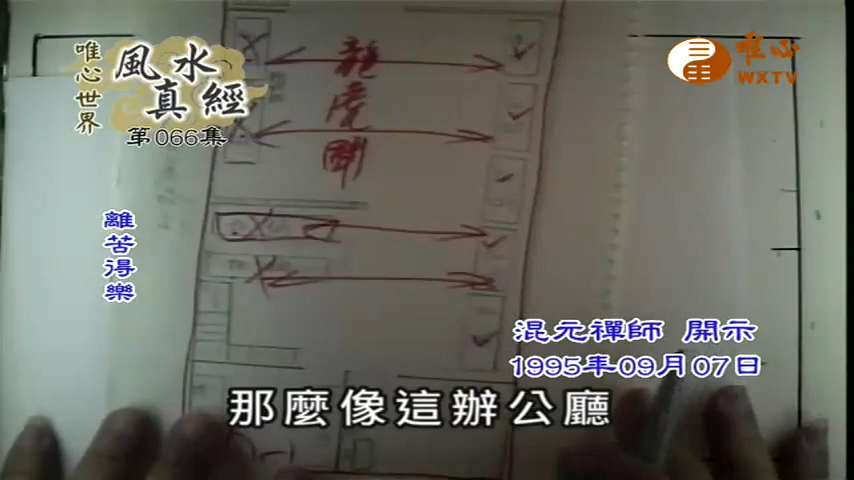 唯心世界
風水真經
第066集
唯心
WXTV
龍虎鬥
離苦得樂
混元禪師 開示
1995年09月07日
那麼像這辦公廳